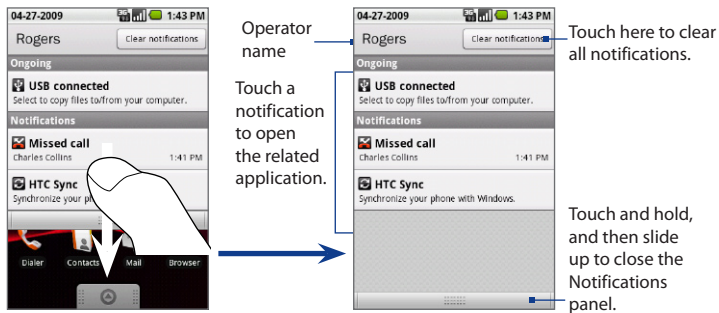 04-27-2009 3G 1:43 PM
Rogers Clear notifications
Ongoing
USB connected
Select to copy files to/from your computer.
Notifications
Missed call
Charles Collins 1:41 PM
HTC Sync
Synchronize your ph
Dialer Contacts Mail Browser
Operator
name
Touch a
notification
to open
the related
application.
04-27-2009 3G 1:43 PM
Rogers Clear notifications
Ongoing
USB connected
Select to copy files to/from your computer.
Notifications
Missed call
Charles Collins 1:41 PM
HTC Sync
Synchronize your phone with Windows.
Touch here to clear
all notifications.
Touch and hold,
and then slide
up to close the
Notifications
panel.